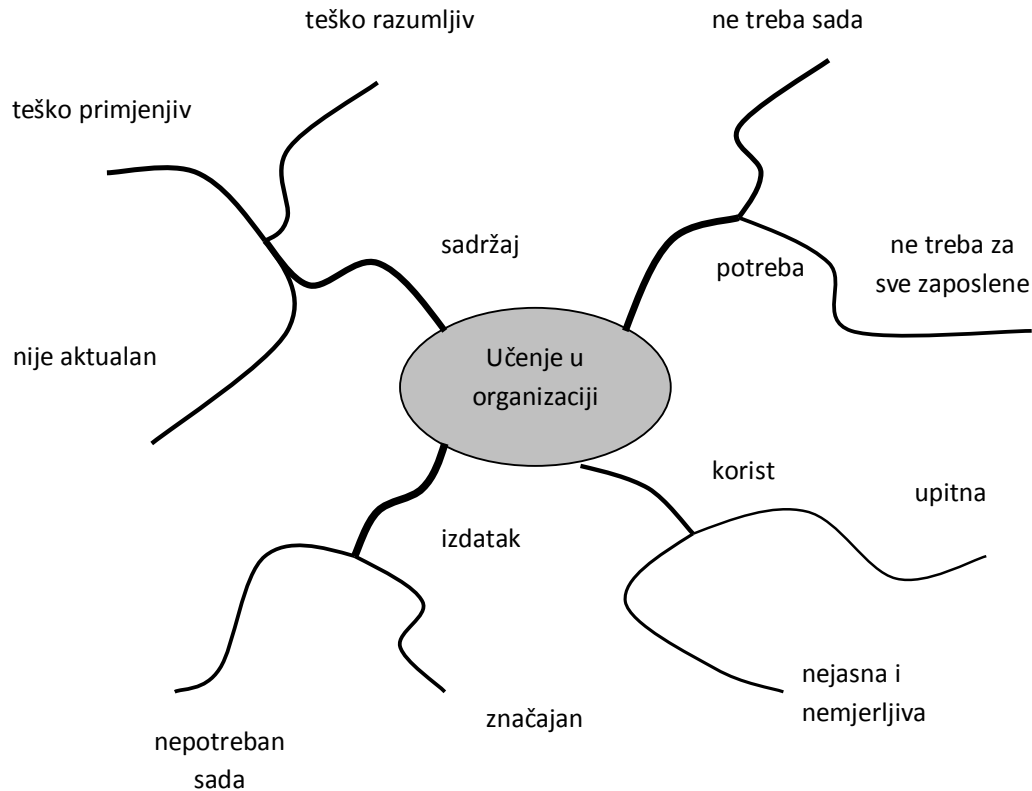 teško razumljiv
ne treba sada
teško primjenjiv
sadržaj
potreba
ne treba za
sve zaposlene
nije aktualan
Učenje u
organizaciji
korist
upitna
izdatak
nejasna i
nemjerljiva
značajan
nepotreban
sada